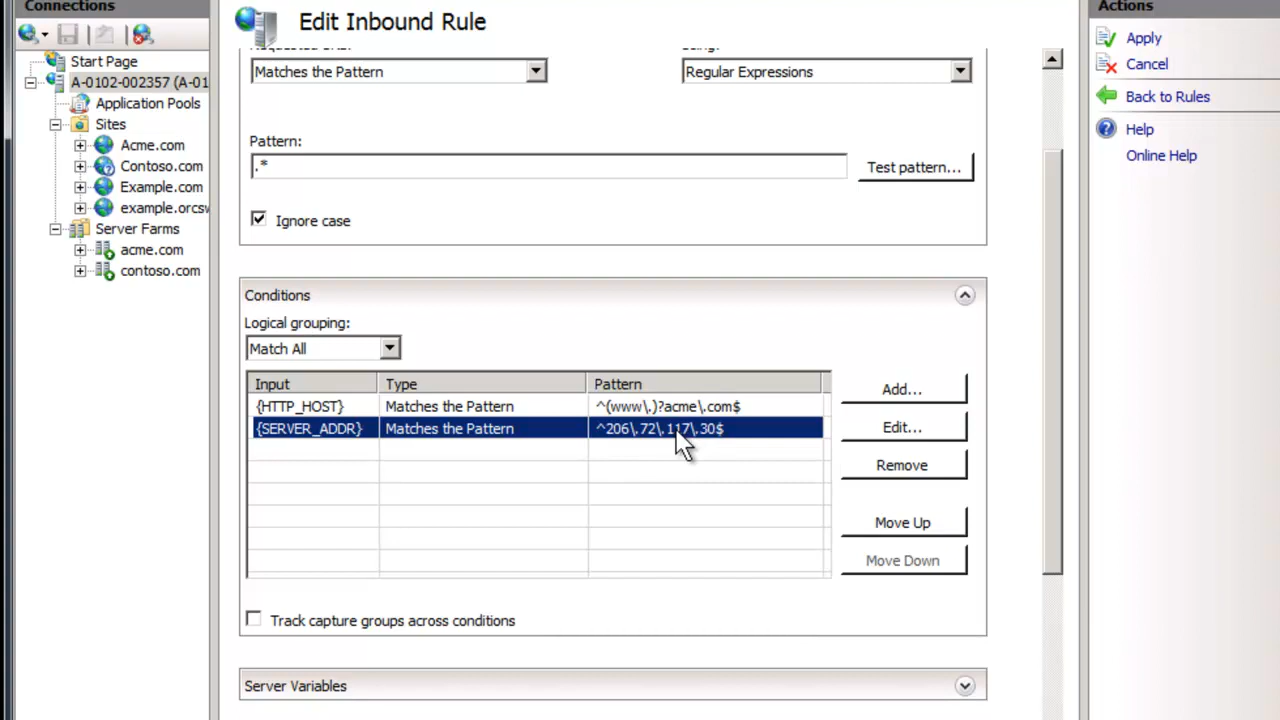 Connections
Start Page
A-0102-002357 (A-01
Application Pools
Sites
Acme.com
Contoso.com
Example.com
example.orcsw
Server Farms
acme.com
contoso.com
Edit Inbound Rule
Matches the Pattern
Regular Expressions
Pattern:
.*
Test pattern...
Ignore case
Conditions
Logical grouping:
Match All
Input Type Pattern
{HTTP_HOST} Matches the Pattern ^(www\.)?acme\.com$
{SERVER_ADDR} Matches the Pattern ^206\.72\.117\.30$
Add...
Edit...
Remove
Move Up
Move Down
Track capture groups across conditions
Server Variables
Actions
Apply
Cancel
Back to Rules
Help
Online Help